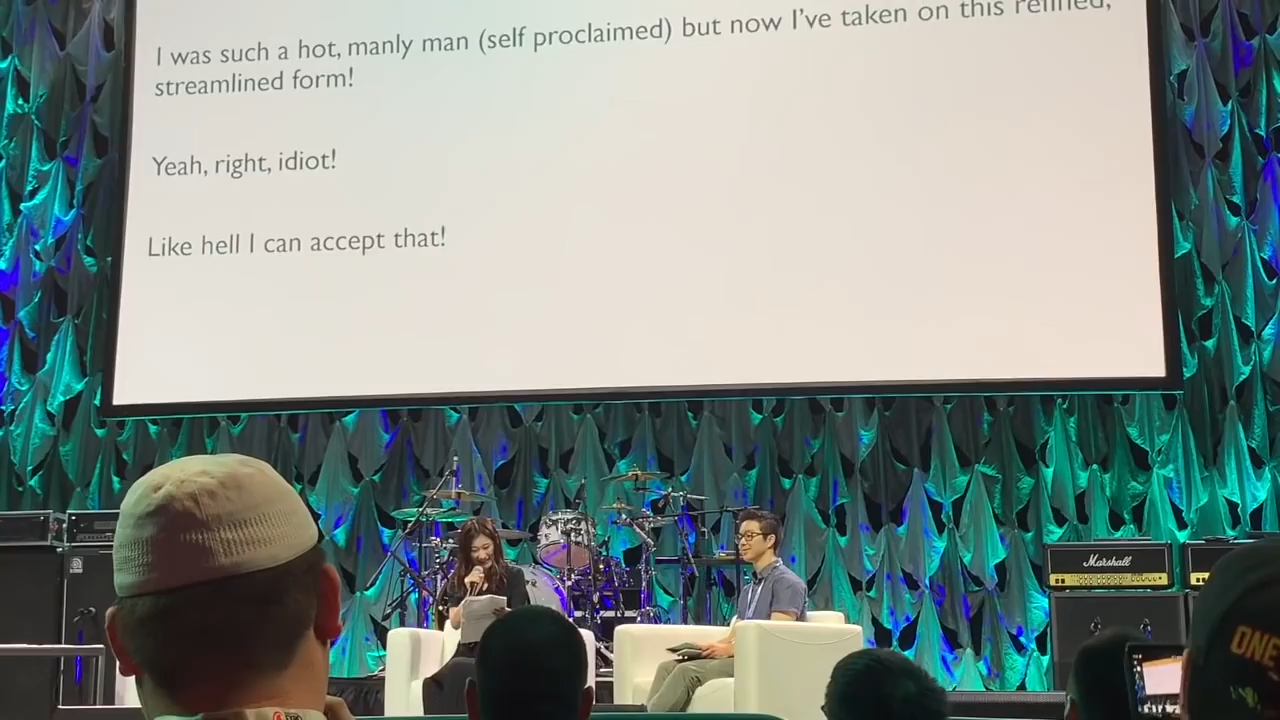 I was such a hot, manly man (self proclaimed) but now I've taken on this refined,
streamlined form!
Yeah, right, idiot!
Like hell I can accept that!
Marshall
ONE